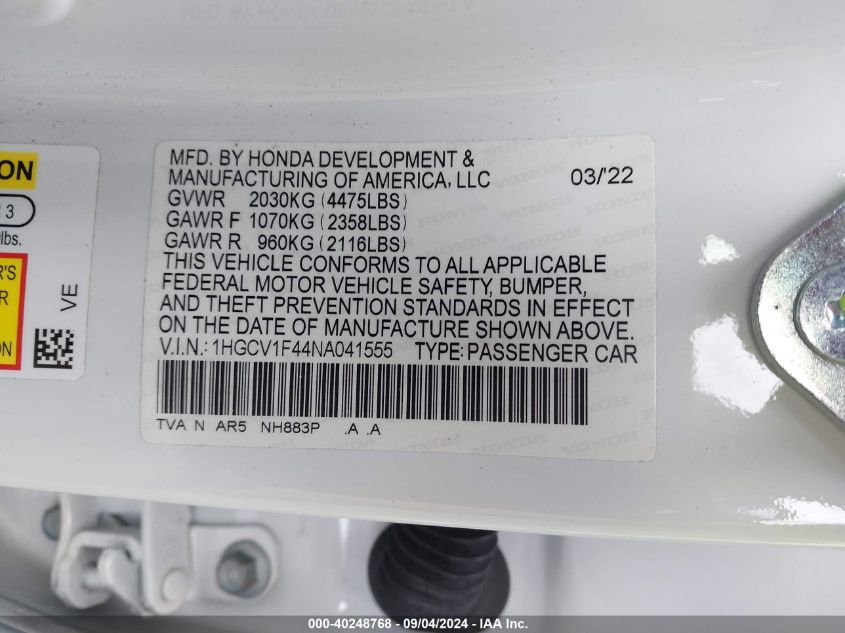 MFD. BY HONDA DEVELOPMENT &
MANUFACTURING OF AMERICA, LLC 03/'22
GVWR 2030KG (4475LBS)
GAWR F 1070KG (2358LBS)
GAWR R 960KG (2116LBS)
THIS VEHICLE CONFORMS TO ALL APPLICABLE
FEDERAL MOTOR VEHICLE SAFETY, BUMPER,
AND THEFT PREVENTION STANDARDS IN EFFECT
ON THE DATE OF MANUFACTURE SHOWN ABOVE.
V.I.N.: 1HGCV1F44NA041555 TYPE:PASSENGER CAR
TVA N AR5 NH883P .A .A
ON
13
lbs.
R'S
R
ON
VE
000-40248768 - 09/04/2024 - IAA Inc.